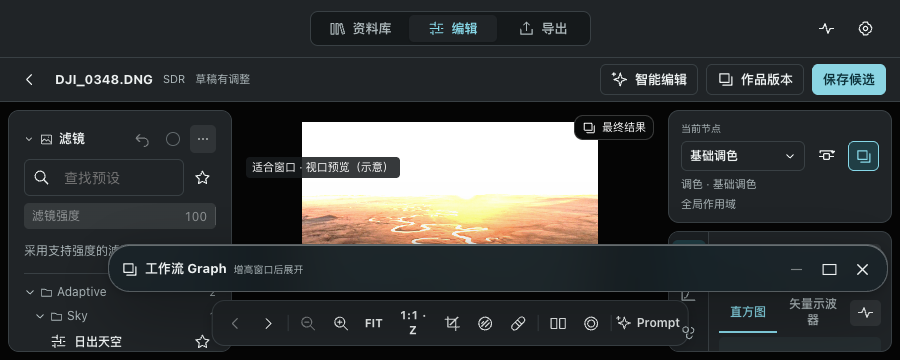 资料库
编辑
导出
DJI_0348.DNG
SDR
草稿有调整
智能编辑
作品版本
保存候选
滤镜
查找预设
滤镜强度
100
采用支持强度的滤
Adaptive
2
Sky
日出天空
最终结果
适合窗口 · 视口预览（示意）
当前节点
基础调色
调色 · 基础调色
全局作用域
工作流 Graph
增高窗口后展开
FIT
1:1 ·
Z
Prompt
直方图
矢量示波
器